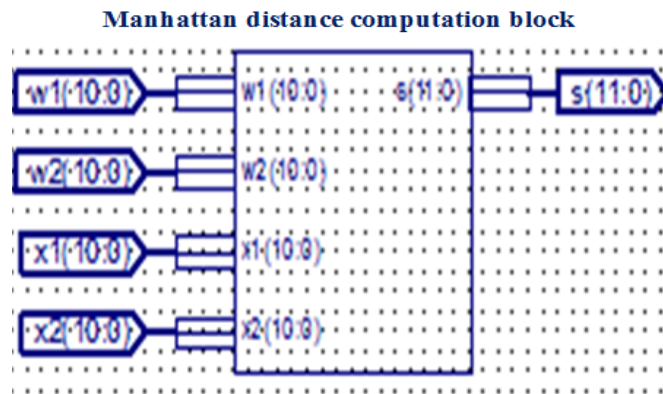 Manhattan distance computation block
w1(10:0) w1(10:0) s(11:0) s(11:0)
w2(10:0) w2(10:0)
x1(10:0) x1(10:0)
x2(10:0) x2(10:0)